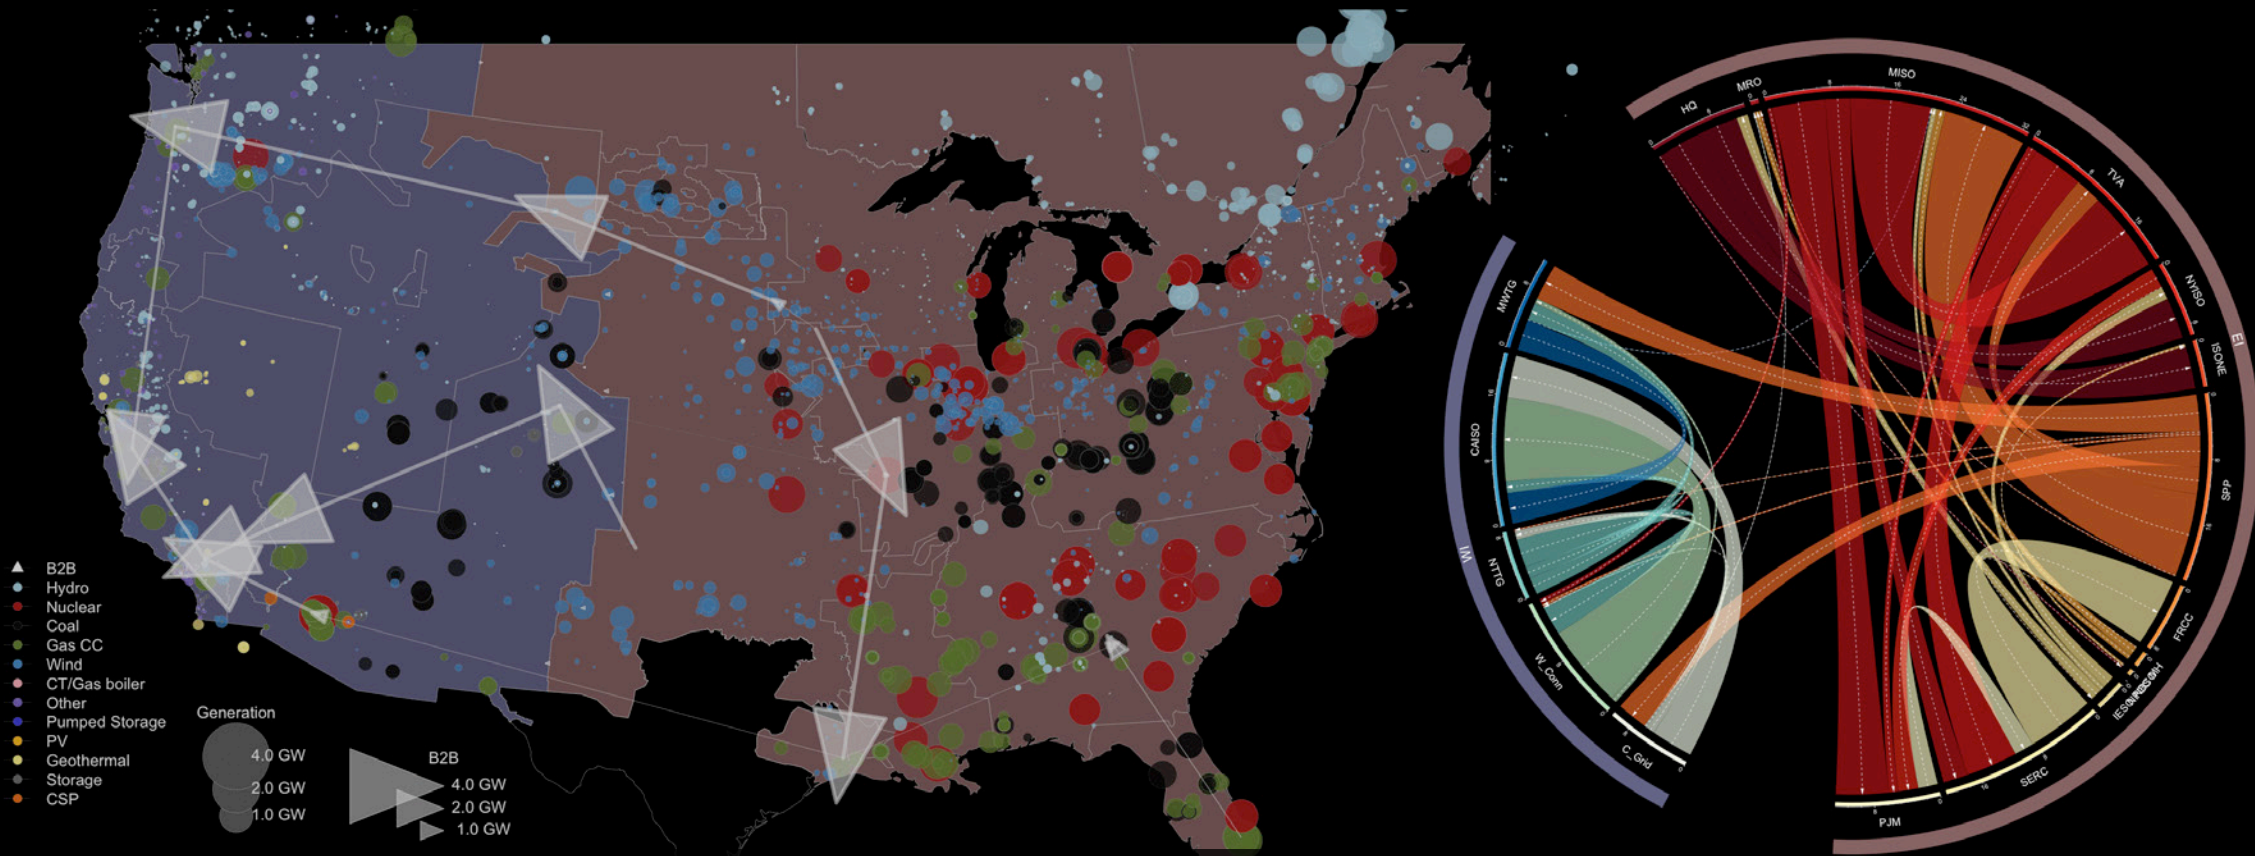 B2B
Hydro
Nuclear
Coal
Gas CC
Wind
CT/Gas boiler
Other
Pumped Storage
PV
Geothermal
Storage
CSP
Generation
4.0 GW
2.0 GW
1.0 GW
B2B
4.0 GW
2.0 GW
1.0 GW
HQ
MRO
MISO
TVA
NYISO
ISONE
EI
SPP
FRCC
SERC
PJM
MWTG
CAISO
WI
NTTG
W_Conn
C_Grid